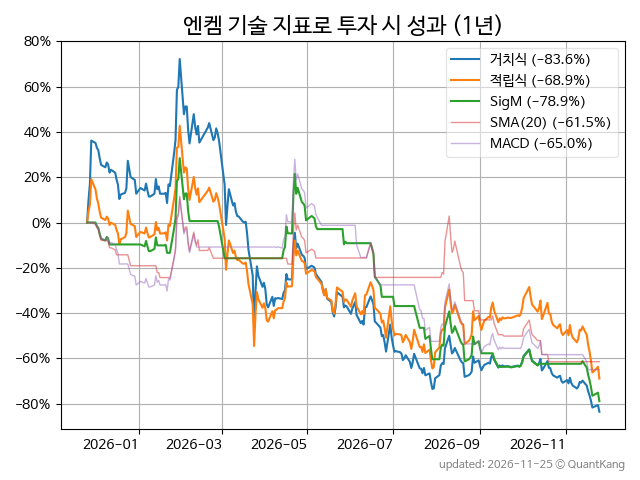 엔켐 기술 지표로 투자 시 성과 (1년)
80%
60%
40%
20%
0%
−20%
−40%
−60%
−80%
거치식 (−83.6%)
적립식 (−68.9%)
SigM (−78.9%)
SMA(20) (−61.5%)
MACD (−65.0%)
2026−01
2026−03
2026−05
2026−07
2026−09
2026−11
updated: 2026−11−25 ⓒ QuantKang